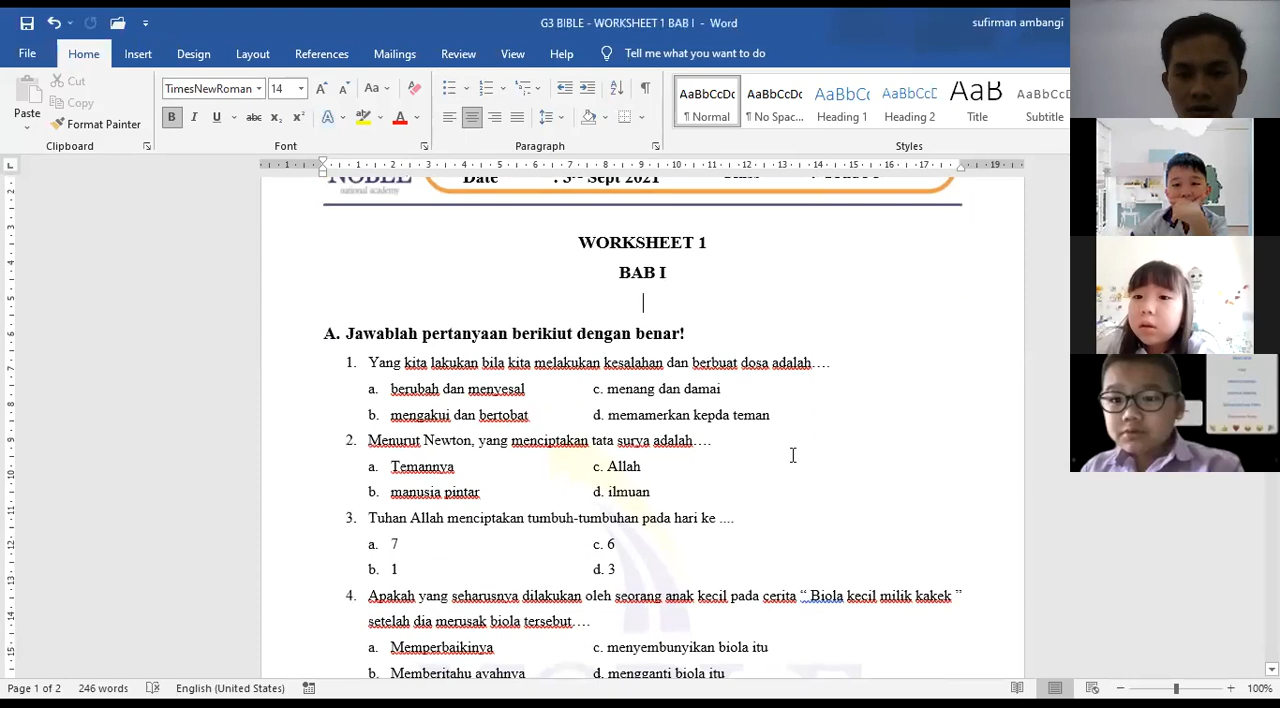 G3 BIBLE - WORKSHEET 1 BAB I - Word
sufirman ambangi
File Home Insert Design Layout References Mailings Review View Help Tell me what you want to do
Cut
Copy
Paste
Format Painter
TimesNewRoman 14
AaBbCcDc AaBbCcDc AaBbC AaBbCcD AaB AaBbCcD
¶ Normal ¶ No Spac... Heading 1 Heading 2 Title Subtitle
Clipboard Font Paragraph Styles
NOBLE
national academy
Date : 3rd Sept 2021
WORKSHEET 1
BAB I
A. Jawablah pertanyaan berikiut dengan benar!
1. Yang kita lakukan bila kita melakukan kesalahan dan berbuat dosa adalah….
a. berubah dan menyesal c. menang dan damai
b. mengakui dan bertobat d. memamerkan kepda teman
2. Menurut Newton, yang menciptakan tata surya adalah….
a. Temannya c. Allah
b. manusia pintar d. ilmuan
3. Tuhan Allah menciptakan tumbuh-tumbuhan pada hari ke ....
a. 7 c. 6
b. 1 d. 3
4. Apakah yang seharusnya dilakukan oleh seorang anak kecil pada cerita “ Biola kecil milik kakek ”
setelah dia merusak biola tersebut….
a. Memperbaikinya c. menyembunyikan biola itu
b. Memberitahu ayahnya d. mengganti biola itu
Page 1 of 2 246 words English (United States) 100%